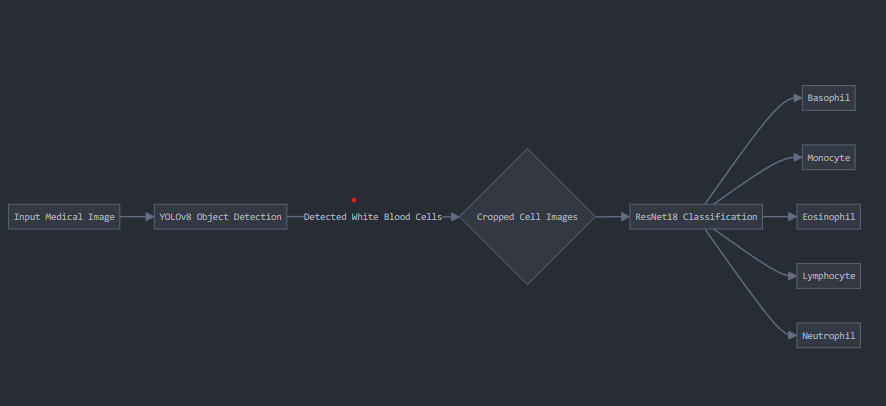 Input Medical Image
YOLOv8 Object Detection
Detected White Blood Cells
Cropped Cell Images
ResNet18 Classification
Basophil
Monocyte
Eosinophil
Lymphocyte
Neutrophil